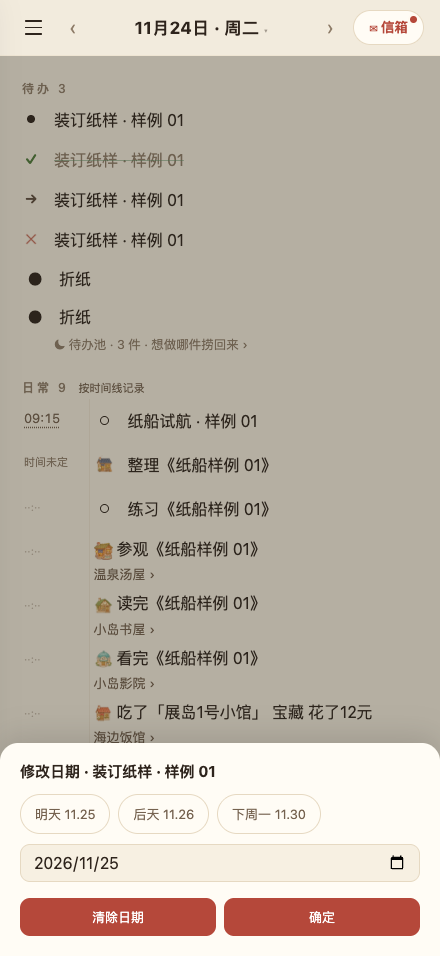 11月24日 · 周二
信箱
待办 3
装订纸样 · 样例 01
装订纸样 · 样例 01
装订纸样 · 样例 01
装订纸样 · 样例 01
折纸
折纸
待办池 · 3 件 · 想做哪件捞回来 ›
日常 9 按时间线记录
09:15 纸船试航 · 样例 01
时间未定 整理《纸船样例 01》
--:-- 练习《纸船样例 01》
--:-- 参观《纸船样例 01》
温泉汤屋 ›
--:-- 读完《纸船样例 01》
小岛书屋 ›
--:-- 看完《纸船样例 01》
小岛影院 ›
--:-- 吃了「展岛1号小馆」 宝藏 花了12元
海边饭馆 ›
修改日期 · 装订纸样 · 样例 01
明天 11.25 后天 11.26 下周一 11.30
2026/11/25
清除日期 确定